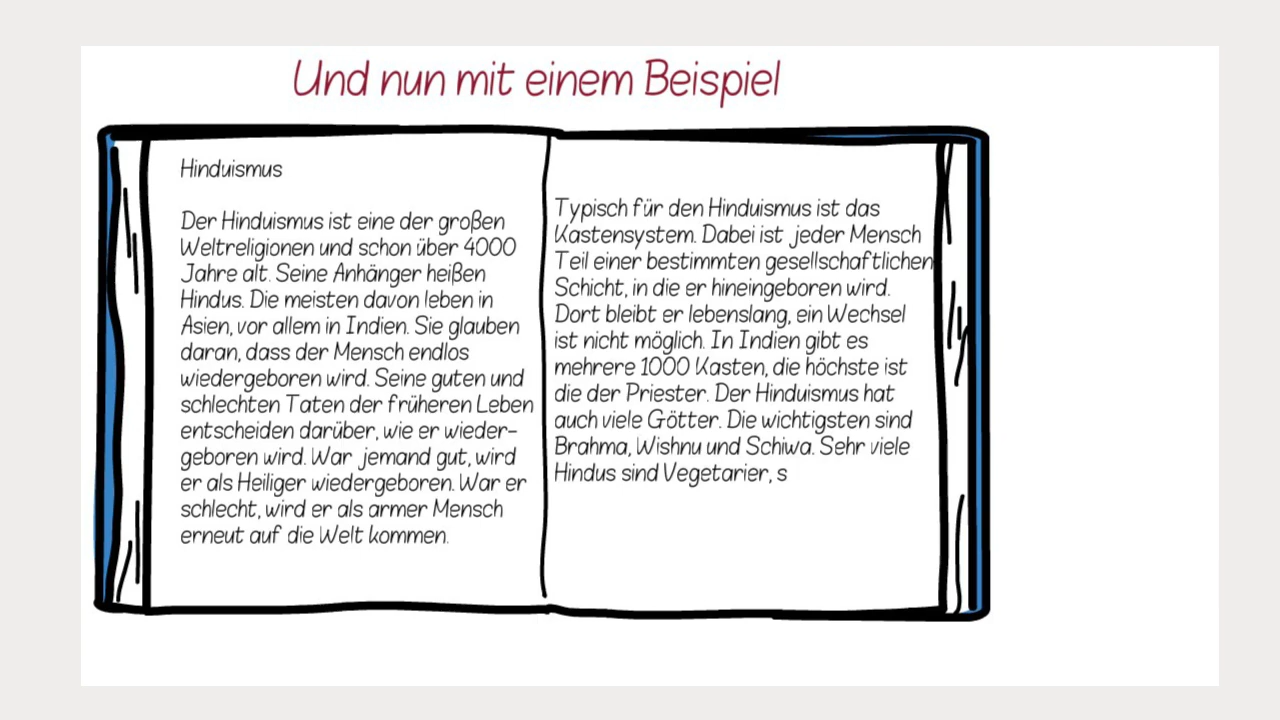 Und nun mit einem Beispiel
Hinduismus
Der Hinduismus ist eine der großen
Weltreligionen und schon über 4000
Jahre alt. Seine Anhänger heißen
Hindus. Die meisten davon leben in
Asien, vor allem in Indien. Sie glauben
daran, dass der Mensch endlos
wiedergeboren wird. Seine guten und
schlechten Taten der früheren Leben
entscheiden darüber, wie er wieder-
geboren wird. War jemand gut, wird
er als Heiliger wiedergeboren. War er
schlecht, wird er als armer Mensch
erneut auf die Welt kommen.
Typisch für den Hinduismus ist das
Kastensystem. Dabei ist jeder Mensch
Teil einer bestimmten gesellschaftlichen
Schicht, in die er hineingeboren wird.
Dort bleibt er lebenslang, ein Wechsel
ist nicht möglich. In Indien gibt es
mehrere 1000 Kasten, die höchste ist
die der Priester. Der Hinduismus hat
auch viele Götter. Die wichtigsten sind
Brahma, Wishnu und Schiwa. Sehr viele
Hindus sind Vegetarier, s